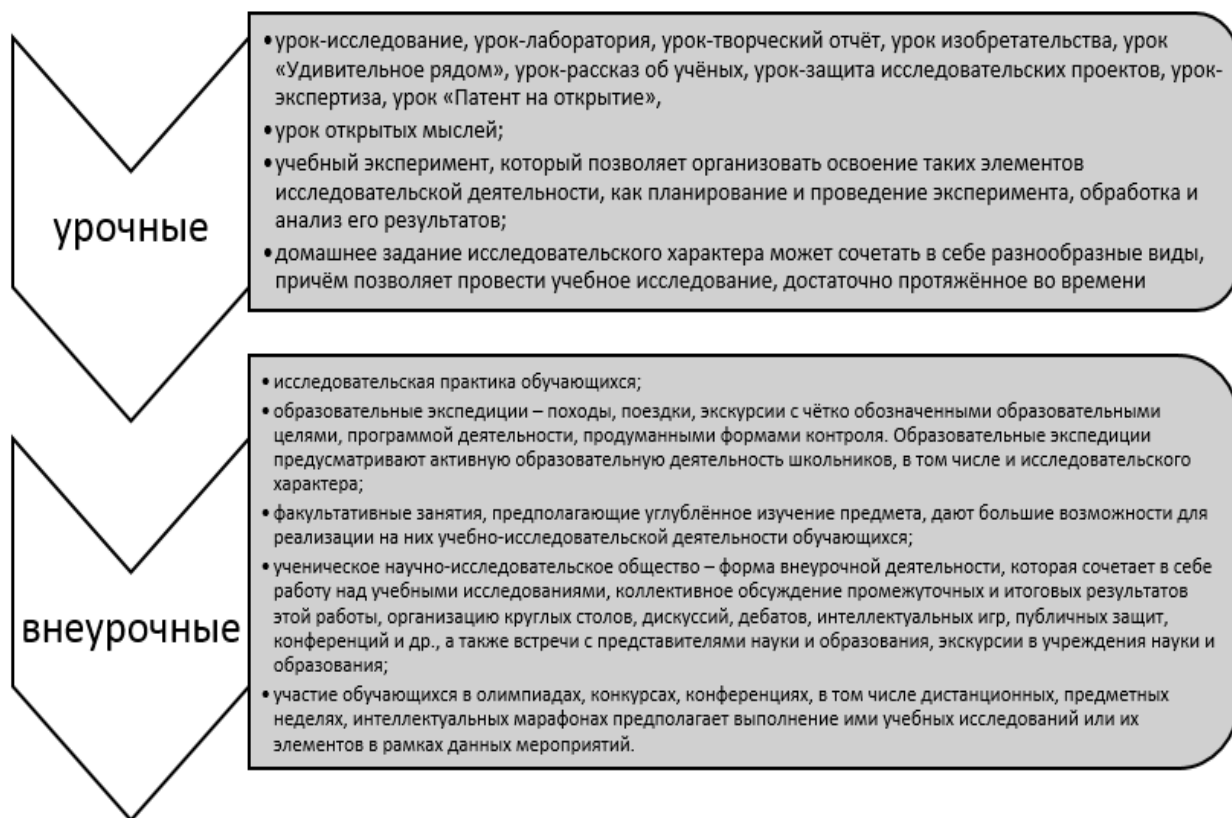 урочные
• урок-исследование, урок-лаборатория, урок-творческий отчёт, урок изобретательства, урок
«Удивительное рядом», урок-рассказ об учёных, урок-защита исследовательских проектов, урок-
экспертиза, урок «Патент на открытие»,
• урок открытых мыслей;
• учебный эксперимент, который позволяет организовать освоение таких элементов
исследовательской деятельности, как планирование и проведение эксперимента, обработка и
анализ его результатов;
• домашнее задание исследовательского характера может сочетать в себе разнообразные виды,
причём позволяет провести учебное исследование, достаточно протяжённое во времени
внеурочные
• исследовательская практика обучающихся;
• образовательные экспедиции – походы, поездки, экскурсии с чётко обозначенными образовательными
целями, программой деятельности, продуманными формами контроля. Образовательные экспедиции
предусматривают активную образовательную деятельность школьников, в том числе и исследовательского
характера;
• факультативные занятия, предполагающие углублённое изучение предмета, дают большие возможности для
реализации на них учебно-исследовательской деятельности обучающихся;
• ученическое научно-исследовательское общество – форма внеурочной деятельности, которая сочетает в себе
работу над учебными исследованиями, коллективное обсуждение промежуточных и итоговых результатов
этой работы, организацию круглых столов, дискуссий, дебатов, интеллектуальных игр, публичных защит,
конференций и др., а также встречи с представителями науки и образования, экскурсии в учреждения науки и
образования;
• участие обучающихся в олимпиадах, конкурсах, конференциях, в том числе дистанционных, предметных
неделях, интеллектуальных марафонах предполагает выполнение ими учебных исследований или их
элементов в рамках данных мероприятий.